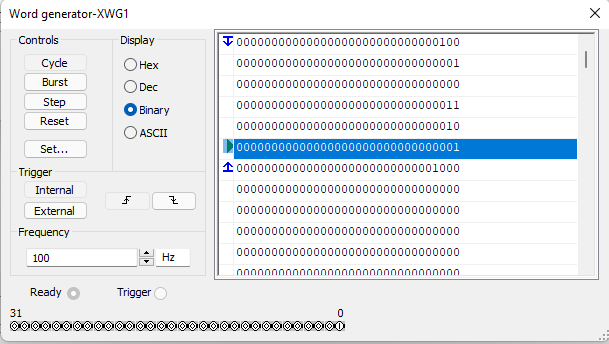 Word generator-XWG1
Controls
Cycle
Burst
Step
Reset
Set...
Display
Hex
Dec
Binary
ASCII
Trigger
Internal
External
Frequency
100
Hz
00000000000000000000000000000100
00000000000000000000000000000001
00000000000000000000000000000000
00000000000000000000000000000011
00000000000000000000000000000010
00000000000000000000000000000001
00000000000000000000000000001000
00000000000000000000000000000000
00000000000000000000000000000000
00000000000000000000000000000000
00000000000000000000000000000000
00000000000000000000000000000000
Ready
Trigger
31 0